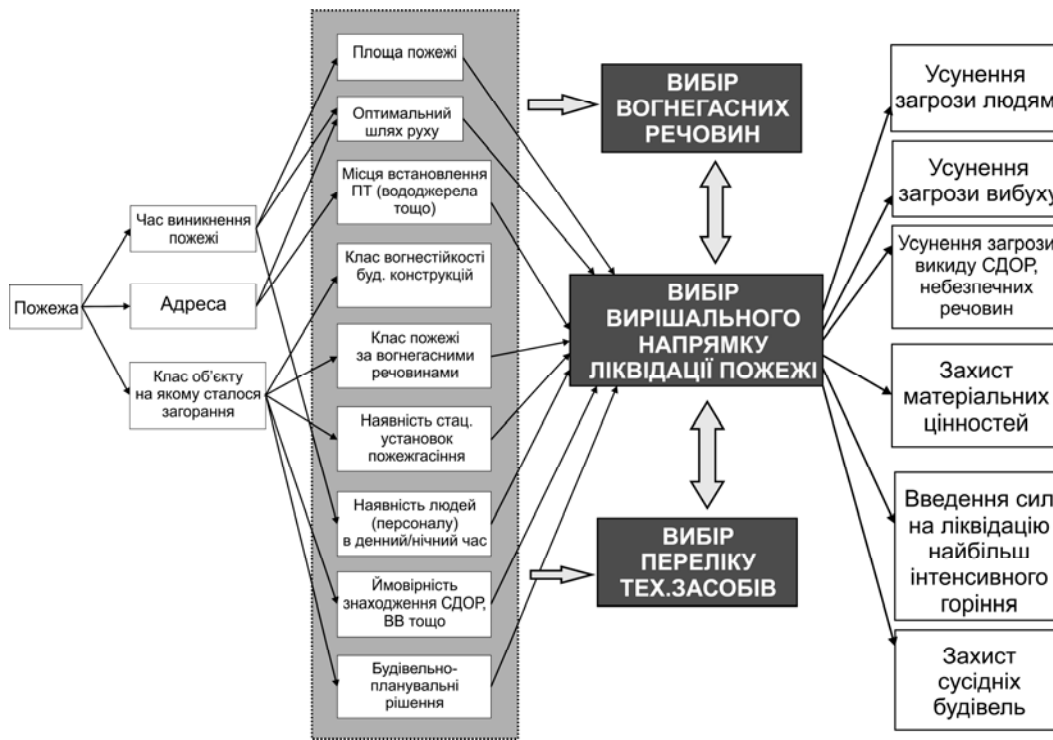 Пожежа
Час виникнення
пожежі
Адреса
Клас об'єкту
на якому сталося
загорання
Площа пожежі
Оптимальний
шлях руху
Місця встановлення
ПТ (вододжерела
тощо)
Клас вогнестійкості
буд. конструкцій
Клас пожежі
за вогнегасними
речовинами
Наявність стац.
установок
пожежгасіння
Наявність людей
(персоналу)
в денний/нічний час
Ймовірність
знаходження СДОР,
ВВ тощо
Будівельно-
планувальні
рішення
ВИБІР
ВОГНЕГАСНИХ
РЕЧОВИН
ВИБІР
ВИРІШАЛЬНОГО
НАПРЯМКУ
ЛІКВІДАЦІЇ ПОЖЕЖІ
ВИБІР
ПЕРЕЛІКУ
ТЕХ.ЗАСОБІВ
Усунення
загрози людям
Усунення
загрози вибуху
Усунення загрози
викиду СДОР,
небезпечних
речовин
Захист
матеріальних
цінностей
Введення сил
на ліквідацію
найбільш
інтенсивного
горіння
Захист
сусідніх
будівель